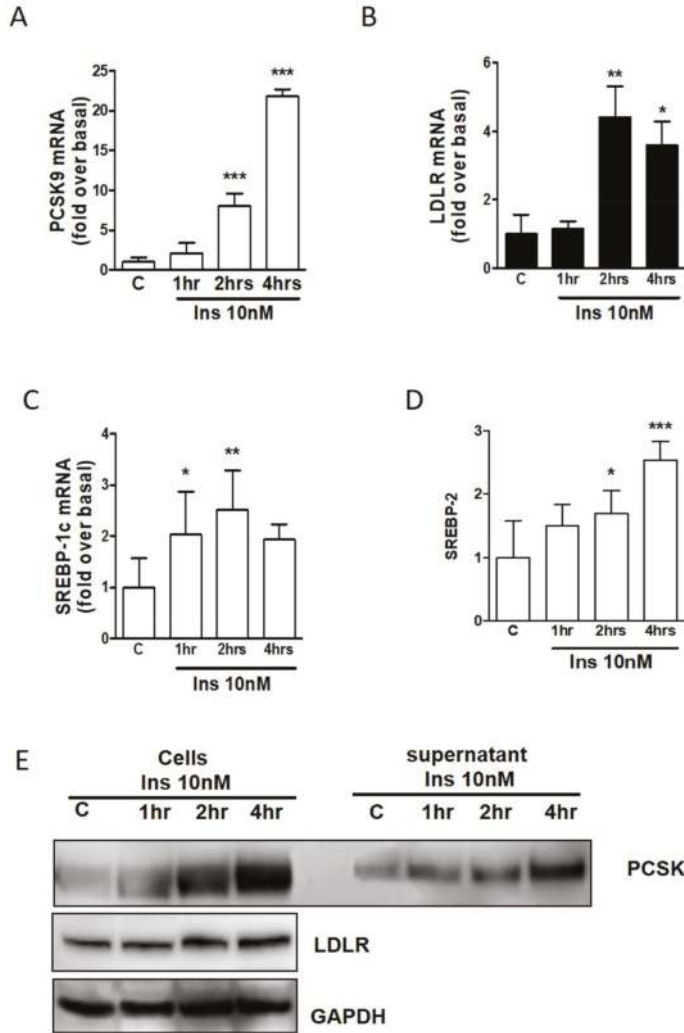 A
PCSK9 mRNA
(fold over basal)
25
20
15
10
5
0
***
***
C 1hr 2hrs 4hrs
Ins 10nM
B
LDLR mRNA
(fold over basal)
6
4
2
0
**
*
C 1hr 2hrs 4hrs
Ins 10nM
C
SREBP-1c mRNA
(fold over basal)
4
3
2
1
0
*
**
C 1hr 2hrs 4hrs
Ins 10nM
D
SREBP-2
3
2
1
0
*
***
C 1hr 2hrs 4hrs
Ins 10nM
E
Cells
Ins 10nM
C 1hr 2hr 4hr
supernatant
Ins 10nM
C 1hr 2hr 4hr
PCSK
LDLR
GAPDH